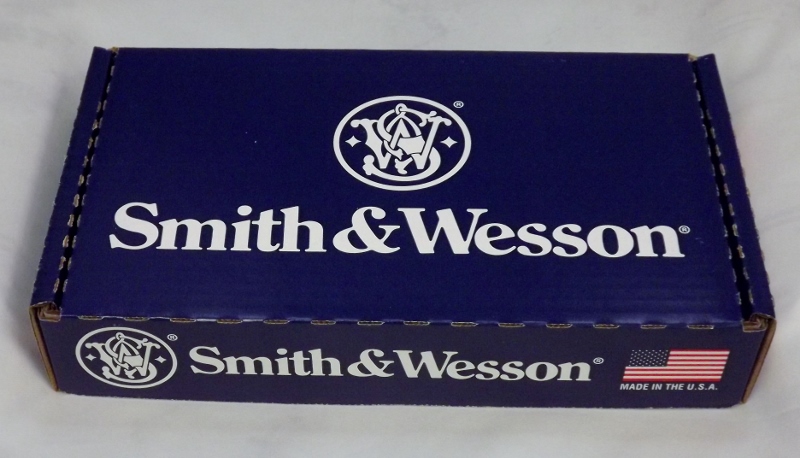 ®
Smith & Wesson®
Smith & Wesson®
MADE IN THE U.S.A.